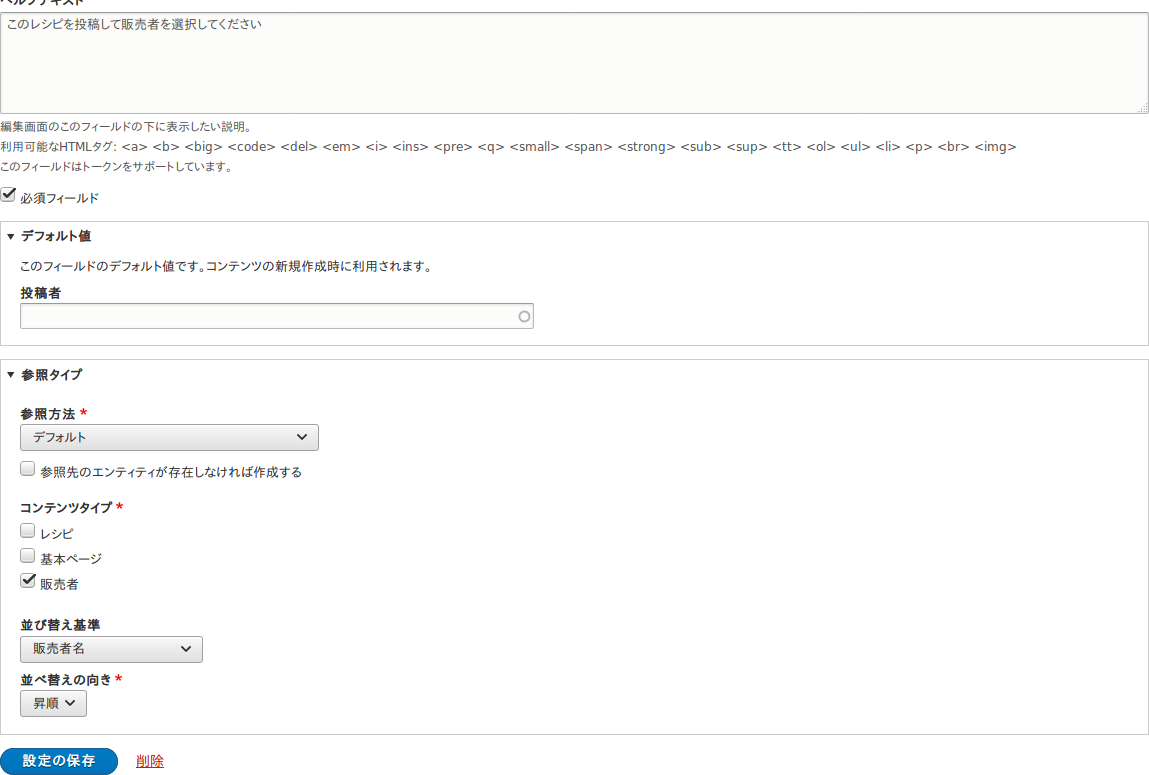 ヘルプテキスト
このレシピを投稿して販売者を選択してください
編集画面のこのフィールドの下に表示したい説明。
利用可能なHTMLタグ: <a> <b> <big> <code> <del> <em> <i> <ins> <pre> <q> <small> <span> <strong> <sub> <sup> <tt> <ol> <ul> <li> <p> <br> <img>
このフィールドはトークンをサポートしています。
必須フィールド
デフォルト値
このフィールドのデフォルト値です。コンテンツの新規作成時に利用されます。
投稿者
参照タイプ
参照方法 *
デフォルト
参照先のエンティティが存在しなければ作成する
コンテンツタイプ *
レシピ
基本ページ
販売者
並び替え基準
販売者名
並べ替えの向き *
昇順
設定の保存 削除